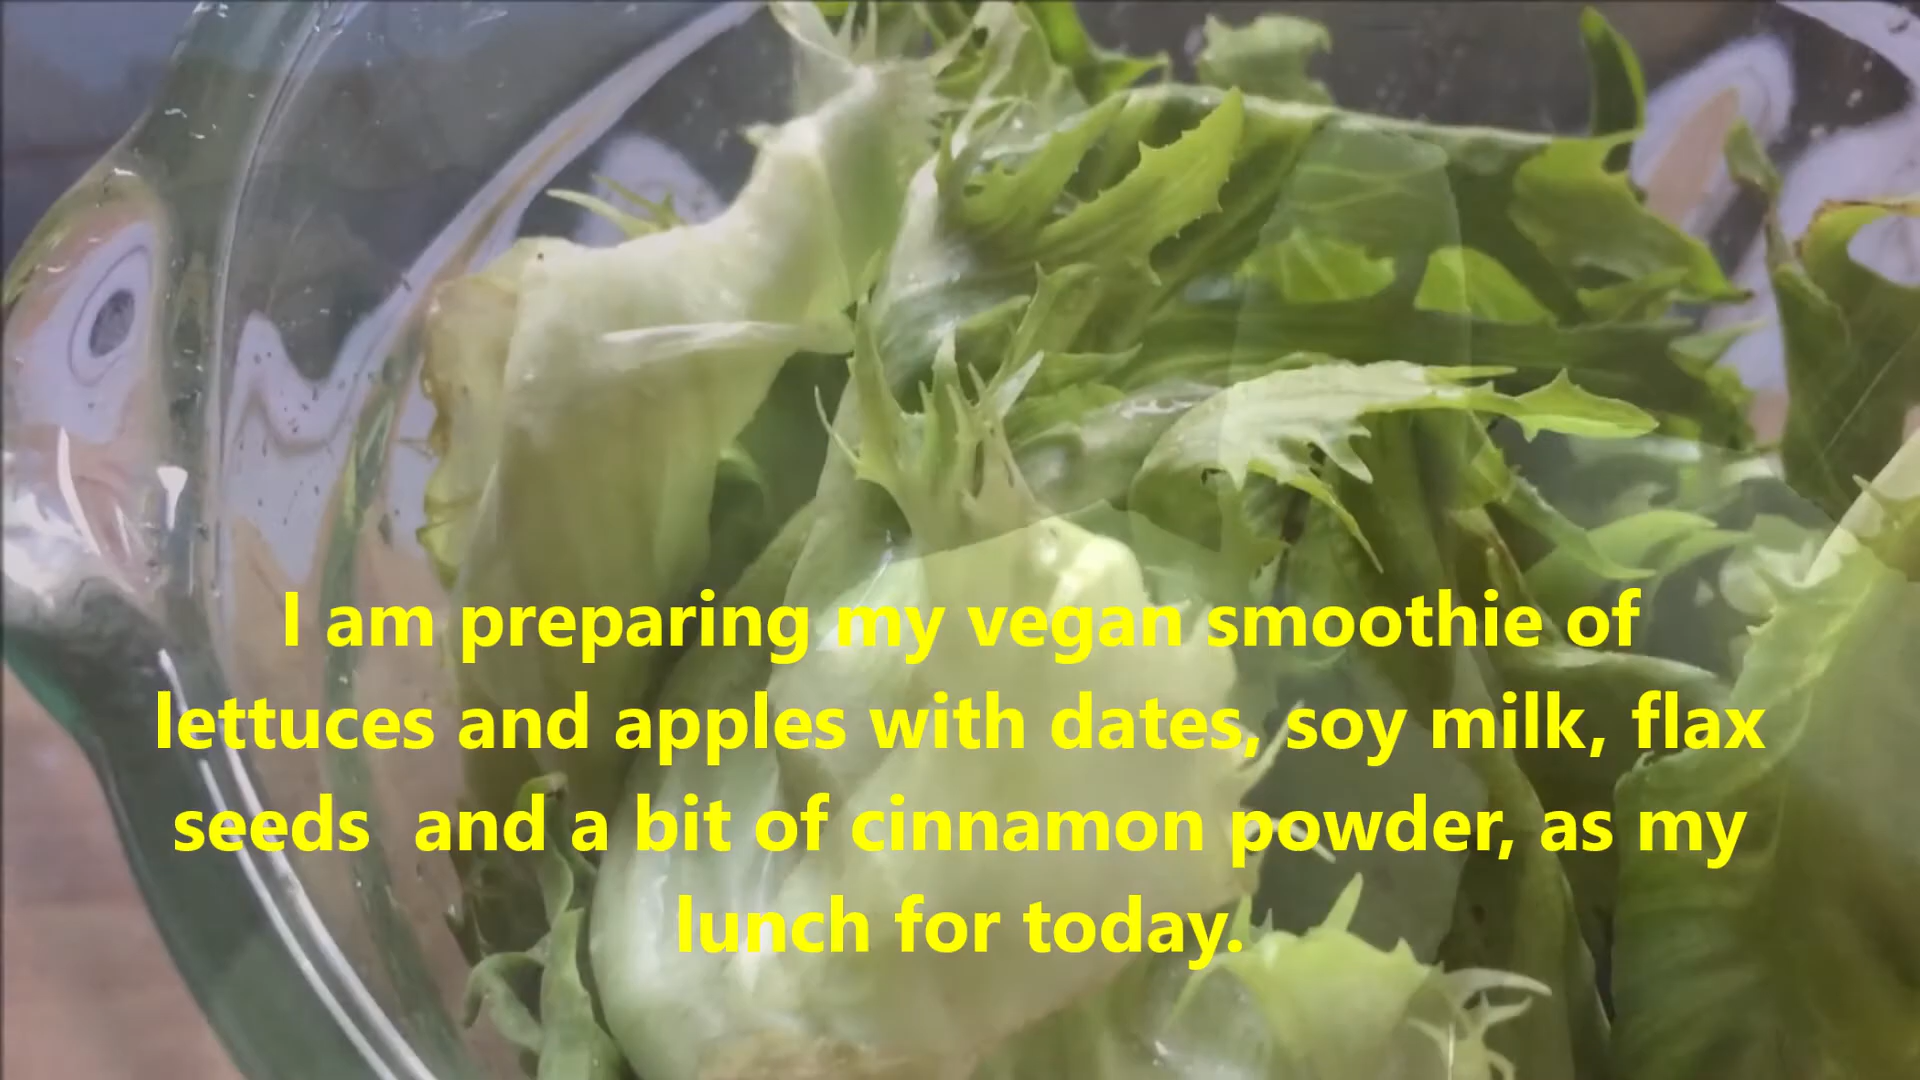 I am preparing my vegan smoothie of
lettuces and apples with dates, soy milk, flax
seeds  and a bit of cinnamon powder, as my
lunch for today.